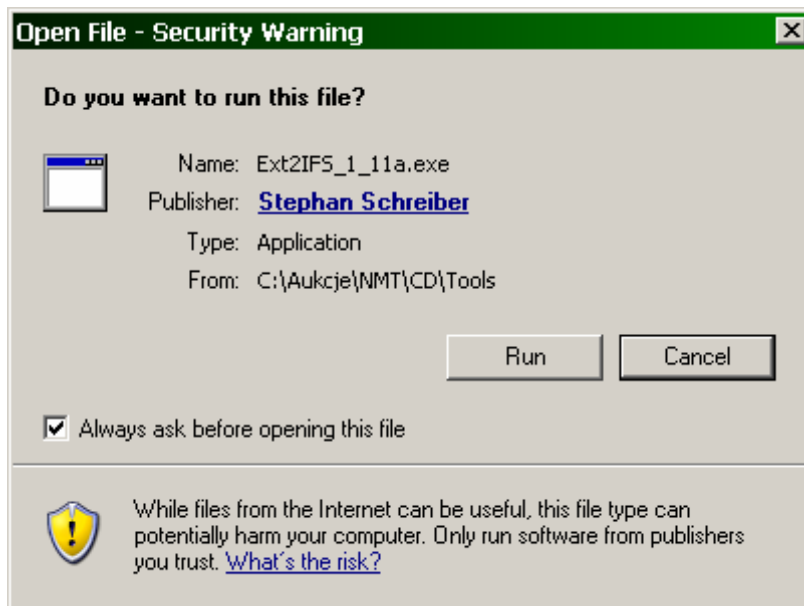 Open File - Security Warning
Do you want to run this file?
Name: Ext2IFS_1_11a.exe
Publisher: Stephan Schreiber
Type: Application
From: C:\Aukcje\NMT\CD\Tools
Run Cancel
Always ask before opening this file
While files from the Internet can be useful, this file type can
potentially harm your computer. Only run software from publishers
you trust. What's the risk?